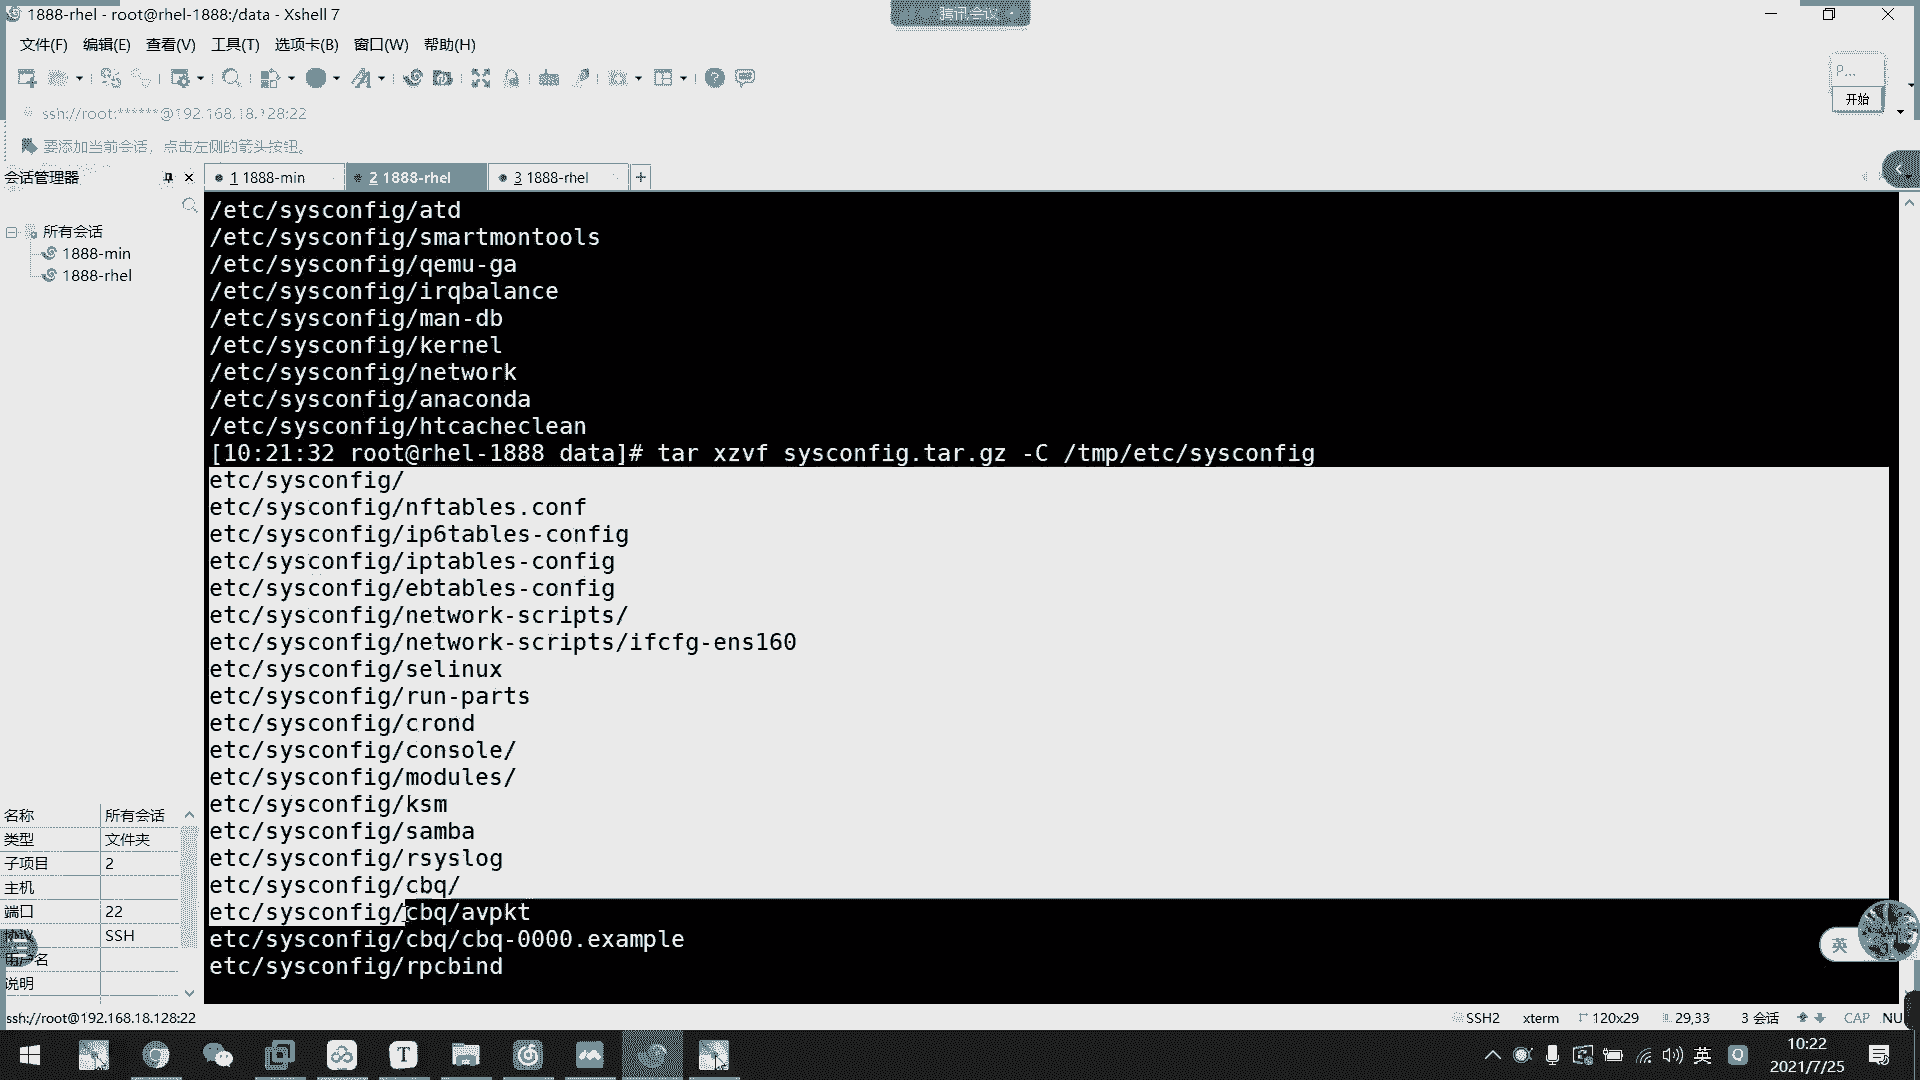 1888-rhel - root@rhel-1888:/data - Xshell 7
腾讯会议
文件(F) 编辑(E) 查看(V) 工具(T) 选项卡(B) 窗口(W) 帮助(H)
P...
开始
ssh://root:******@192.168.18.128:22
要添加当前会话，点击左侧的箭头按钮。
会话管理器
1 1888-min
2 1888-rhel
3 1888-rhel
所有会话
1888-min
1888-rhel
/etc/sysconfig/atd
/etc/sysconfig/smartmontools
/etc/sysconfig/qemu-ga
/etc/sysconfig/irqbalance
/etc/sysconfig/man-db
/etc/sysconfig/kernel
/etc/sysconfig/network
/etc/sysconfig/anaconda
/etc/sysconfig/htcacheclean
[10:21:32 root@rhel-1888 data]# tar xzvf sysconfig.tar.gz -C /tmp/etc/sysconfig
etc/sysconfig/
etc/sysconfig/nftables.conf
etc/sysconfig/ip6tables-config
etc/sysconfig/iptables-config
etc/sysconfig/ebtables-config
etc/sysconfig/network-scripts/
etc/sysconfig/network-scripts/ifcfg-ens160
etc/sysconfig/selinux
etc/sysconfig/run-parts
etc/sysconfig/crond
etc/sysconfig/console/
etc/sysconfig/modules/
etc/sysconfig/ksm
etc/sysconfig/samba
etc/sysconfig/rsyslog
etc/sysconfig/cbq/
etc/sysconfig/cbq/avpkt
etc/sysconfig/cbq/cbq-0000.example
etc/sysconfig/rpcbind
名称 所有会话
类型 文件夹
子项目 2
主机
端口 22
协议 SSH
用户名
说明
英
ssh://root@192.168.18.128:22
SSH2 xterm 120x29 29,33 3 会话 CAP NU
英
10:22
2021/7/25